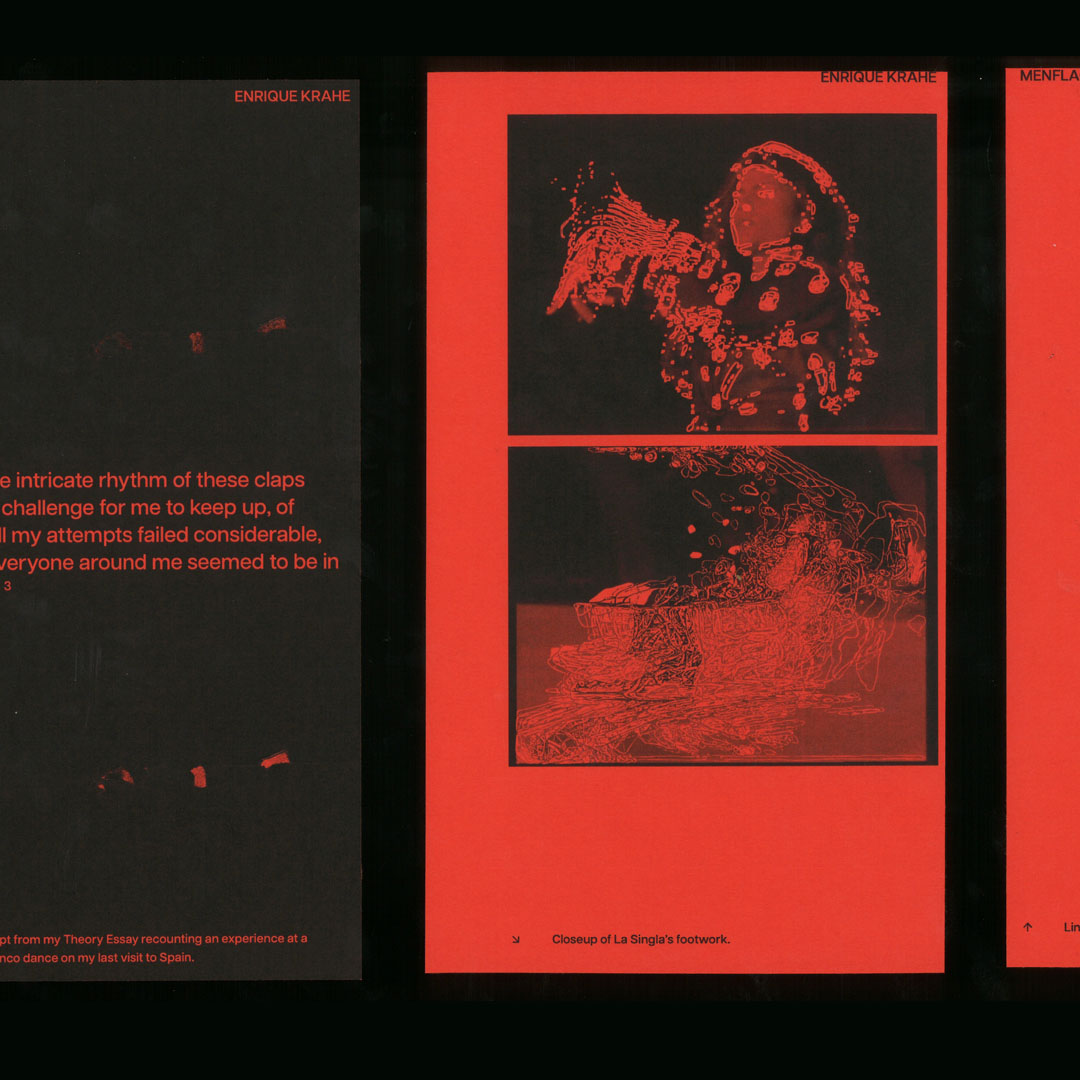 ENRIQUE KRAHE
e intricate rhythm of these claps
challenge for me to keep up, of
ll my attempts failed considerable,
veryone around me seemed to be in
3
pt from my Theory Essay recounting an experience at a
nco dance on my last visit to Spain.
ENRIQUE KRAHE
↘ Closeup of La Singla's footwork.
MENFLA
↑ Lin